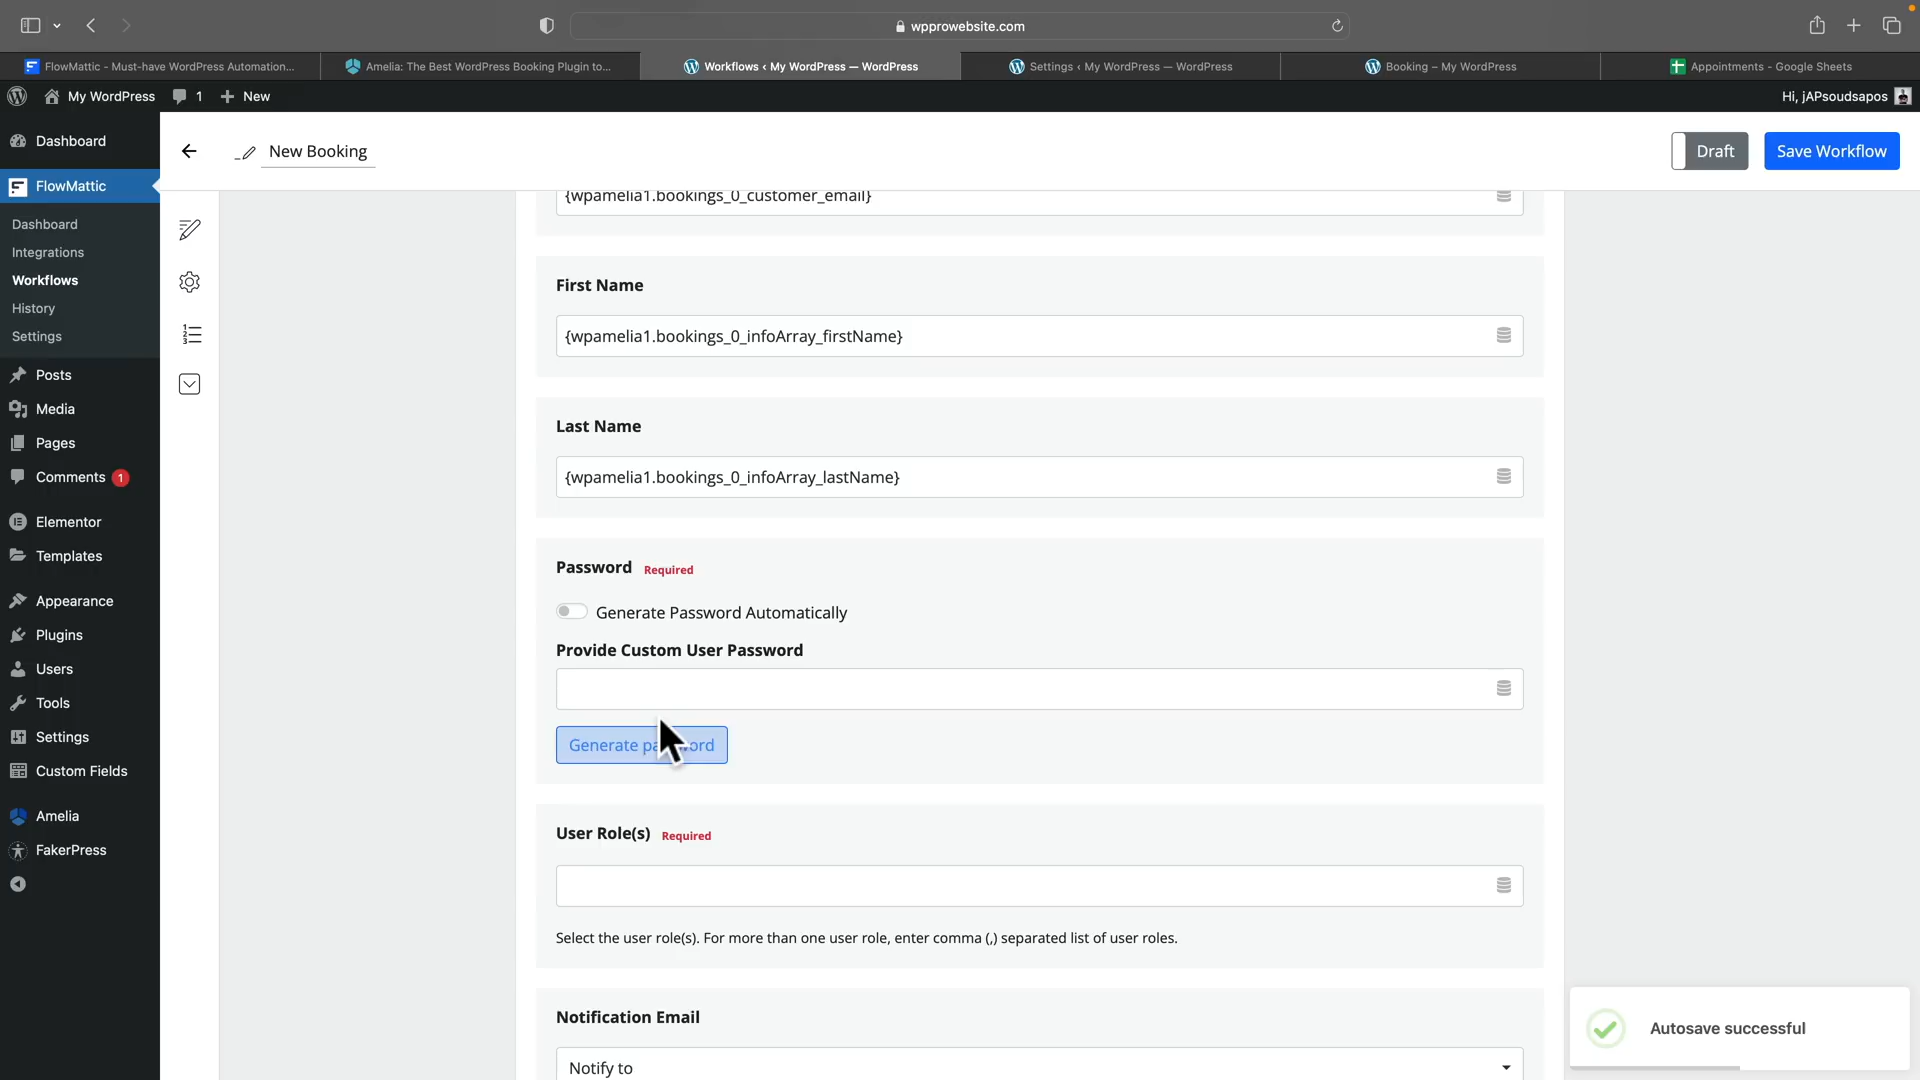 wpprowebsite.com
FlowMattic - Must-have WordPress Automation...
Amelia: The Best WordPress Booking Plugin to...
Workflows ‹ My WordPress — WordPress
Settings ‹ My WordPress — WordPress
Booking – My WordPress
Appointments - Google Sheets
My WordPress
1
New
Hi, jAPsoudsapos
Dashboard
New Booking
Draft
Save Workflow
FlowMattic
Dashboard
Integrations
Workflows
History
Settings
Posts
Media
Pages
Comments 1
Elementor
Templates
Appearance
Plugins
Users
Tools
Settings
Custom Fields
Amelia
FakerPress
{wpamelia1.bookings_0_customer_email}
First Name
{wpamelia1.bookings_0_infoArray_firstName}
Last Name
{wpamelia1.bookings_0_infoArray_lastName}
Password Required
Generate Password Automatically
Provide Custom User Password
Generate password
User Role(s) Required
Select the user role(s). For more than one user role, enter comma (,) separated list of user roles.
Notification Email
Notify to
Autosave successful